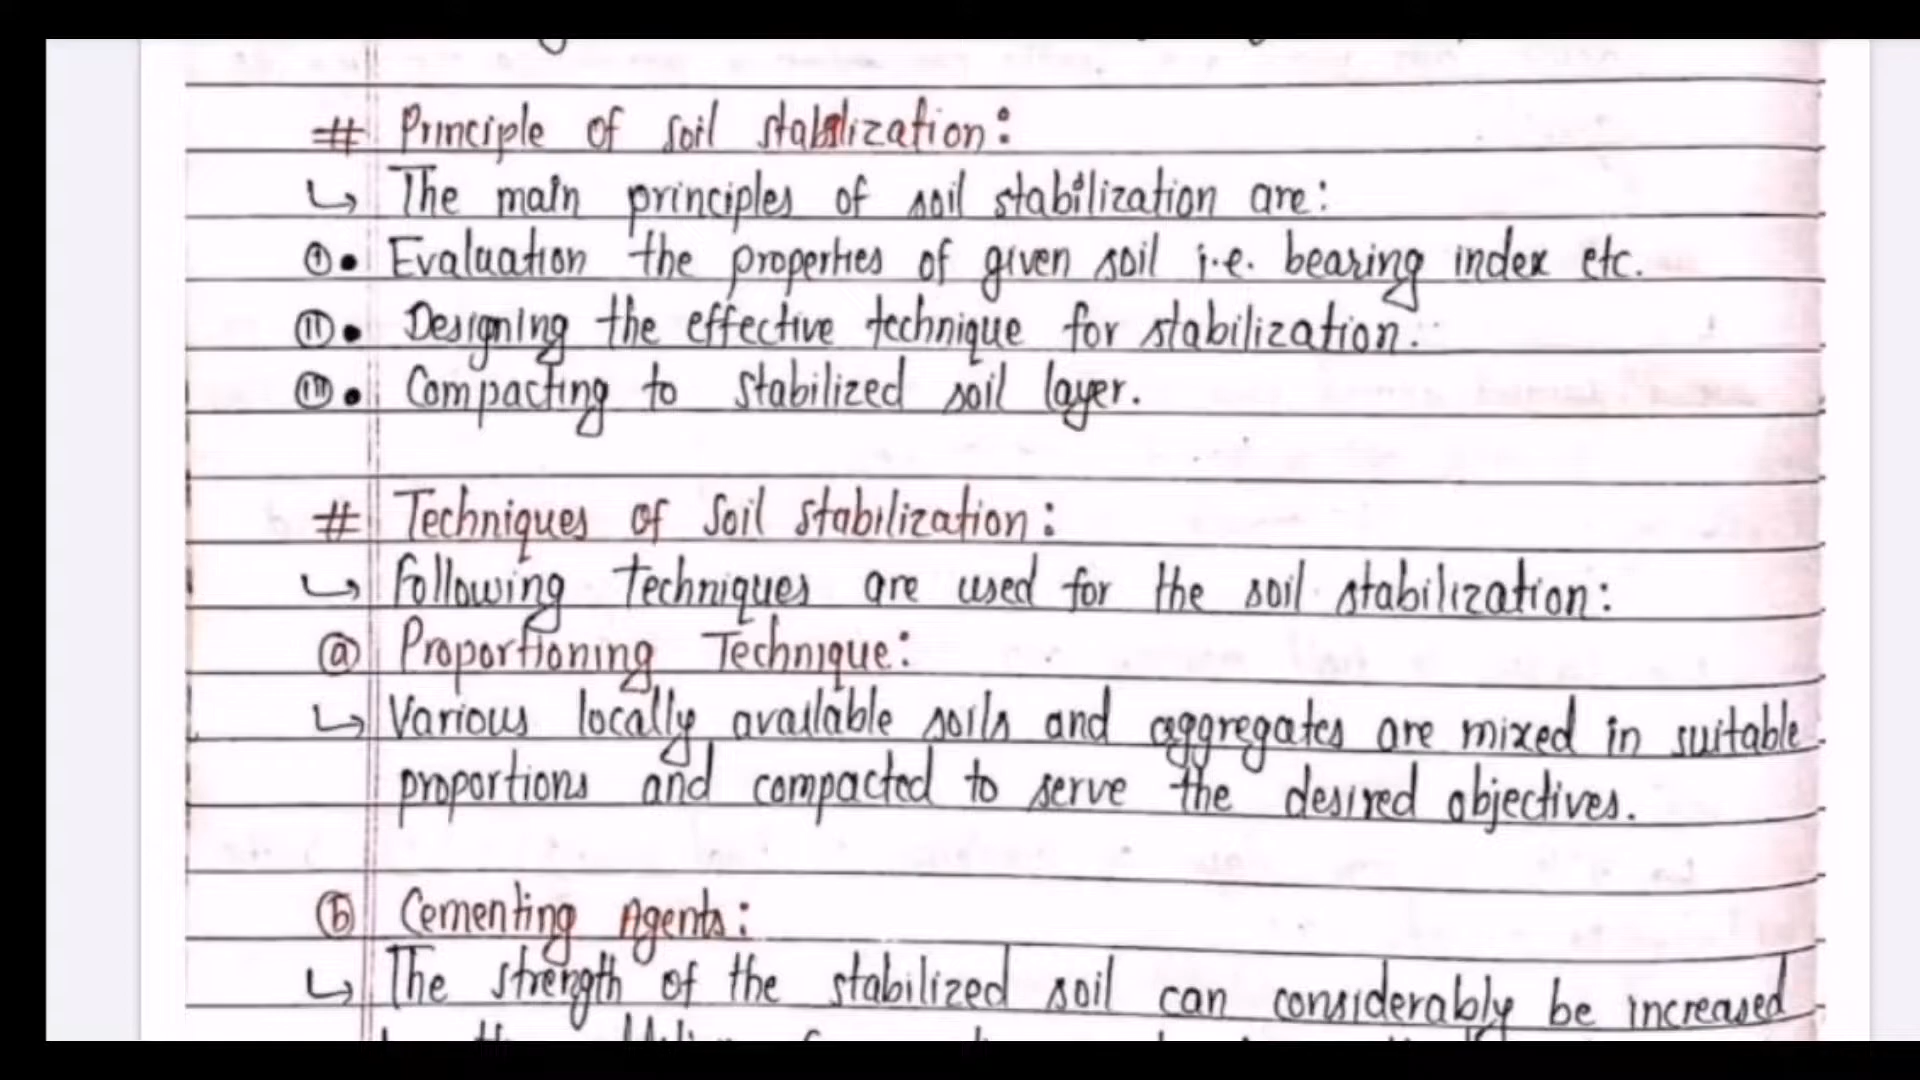 # Principle of soil stabilization:
↳ The main principles of soil stabilization are:
(i). Evaluation the properties of given soil i.e. bearing index etc.
(ii). Designing the effective technique for stabilization.
(iii). Compacting to stabilized soil layer.
# Techniques of soil stabilization:
↳ Following techniques are used for the soil stabilization:
(a) Proportioning Technique:
↳ Various locally available soils and aggregates are mixed in suitable
proportions and compacted to serve the desired objectives.
(b) Cementing Agents:
↳ The strength of the stabilized soil can considerably be increased